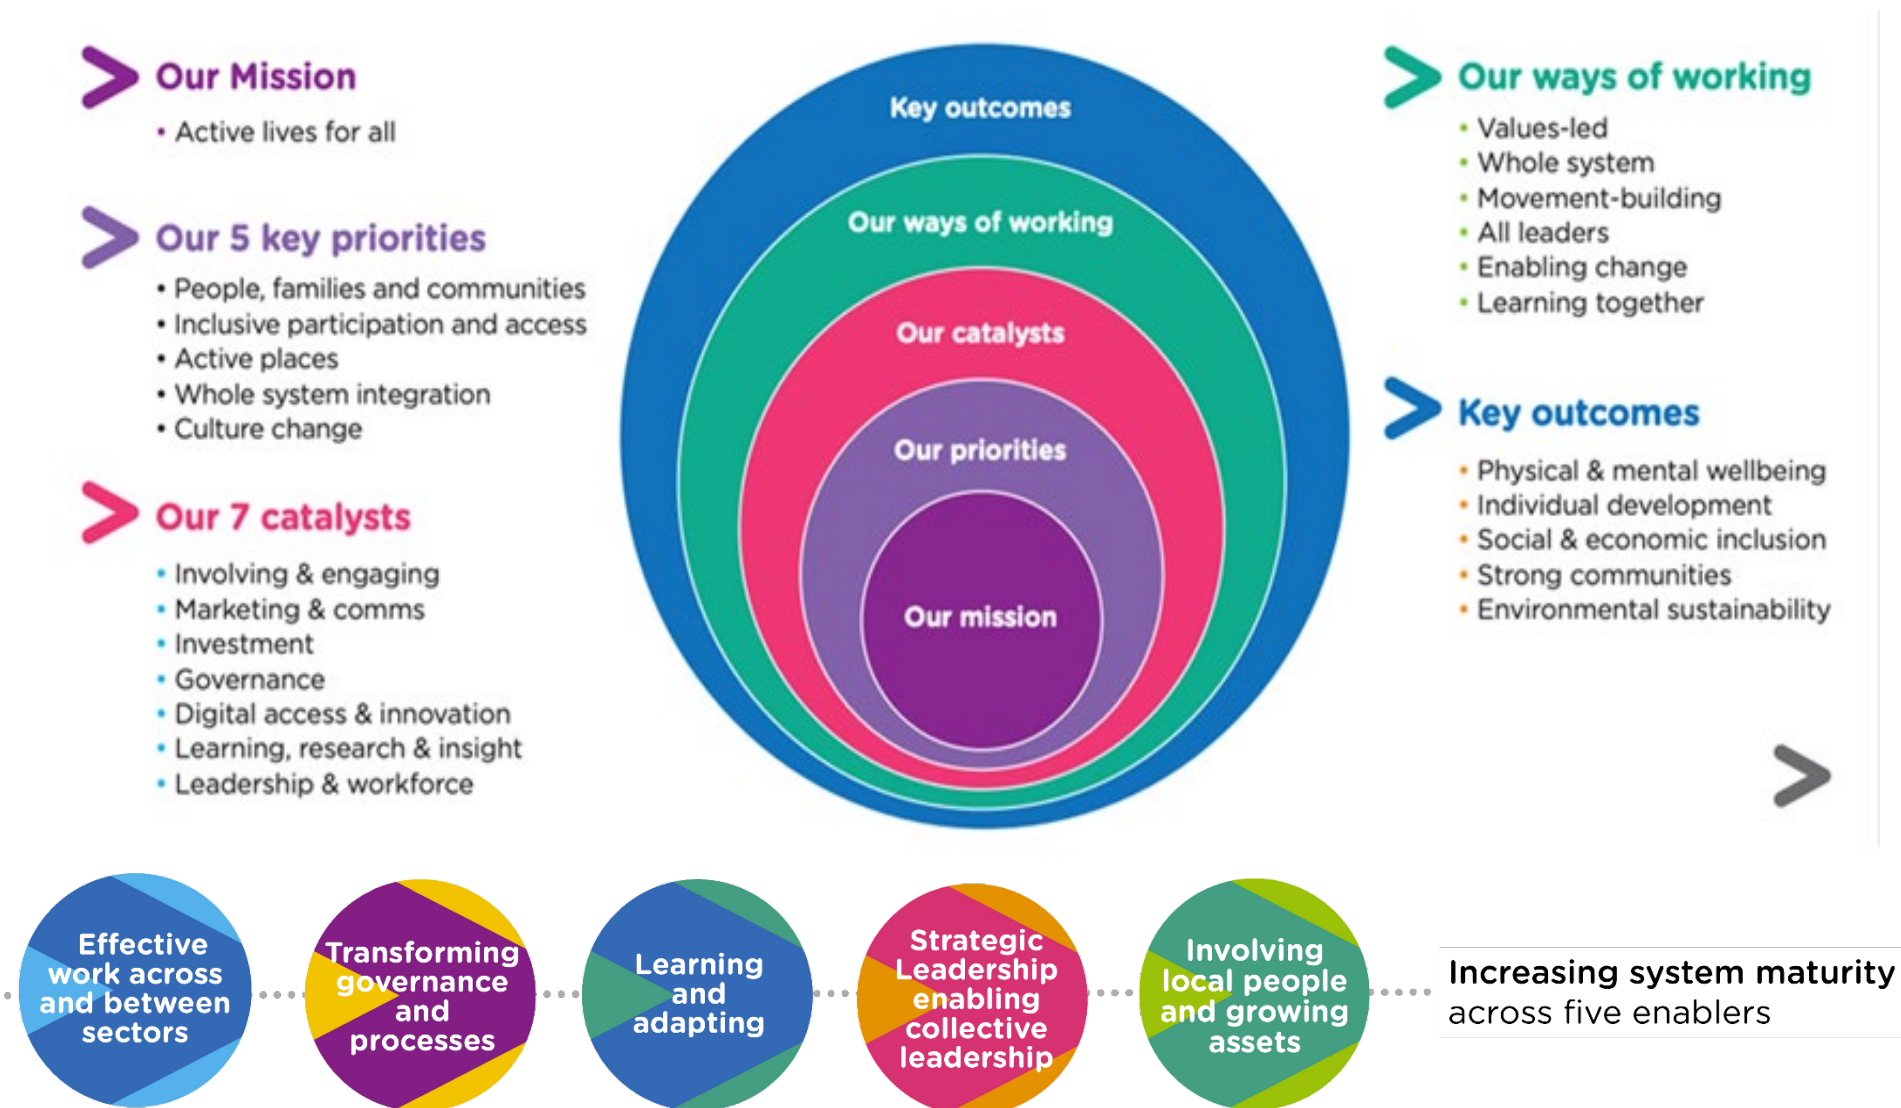 Our Mission
• Active lives for all
Our 5 key priorities
• People, families and communities
• Inclusive participation and access
• Active places
• Whole system integration
• Culture change
Our 7 catalysts
• Involving & engaging
• Marketing & comms
• Investment
• Governance
• Digital access & innovation
• Learning, research & insight
• Leadership & workforce
Key outcomes
Our ways of working
Our catalysts
Our priorities
Our mission
Our ways of working
• Values-led
• Whole system
• Movement-building
• All leaders
• Enabling change
• Learning together
Key outcomes
• Physical & mental wellbeing
• Individual development
• Social & economic inclusion
• Strong communities
• Environmental sustainability
Effective
work across
and between
sectors
Transforming
governance
and
processes
Learning
and
adapting
Strategic
Leadership
enabling
collective
leadership
Involving
local people
and growing
assets
Increasing system maturity
across five enablers